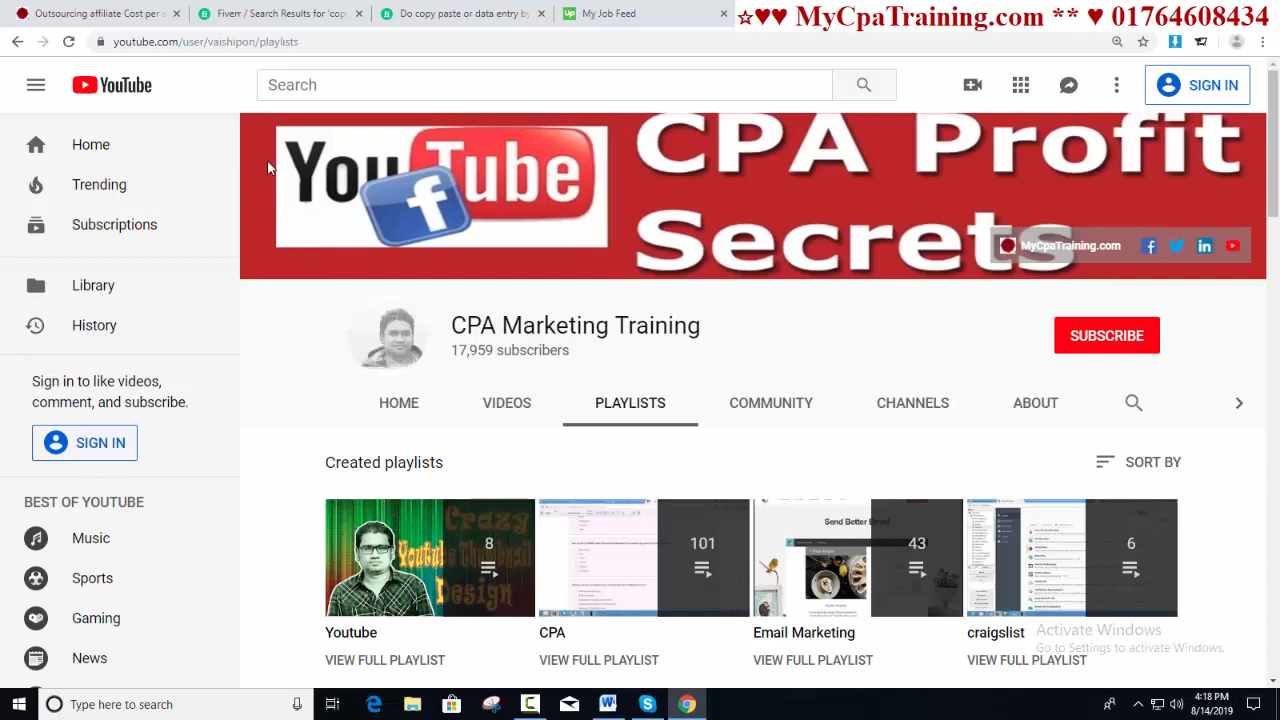 Outsourcing affiliate Cost per a
Fiverr / Search Results for 'cop
Do copy paste or data entry by
My Job Feed
☆♥♥ MyCpaTraining.com ** ♥ 01764608434
youtube.com/user/vaishipon/playlists
YouTube
Search
SIGN IN
Home
Trending
Subscriptions
Library
History
Sign in to like videos,
comment, and subscribe.
SIGN IN
BEST OF YOUTUBE
Music
Sports
Gaming
News
YouTube
f
CPA Profit
Secrets
MyCpaTraining.com
CPA Marketing Training
17,959 subscribers
SUBSCRIBE
HOME
VIDEOS
PLAYLISTS
COMMUNITY
CHANNELS
ABOUT
Created playlists
SORT BY
8
101
Send Better Email
43
6
Youtube
CPA
Email Marketing
craigslist
VIEW FULL PLAYLIST
VIEW FULL PLAYLIST
VIEW FULL PLAYLIST
VIEW FULL PLAYLIST
Activate Windows
Go to Settings to activate Windows.
Type here to search
4:18 PM
8/14/2019